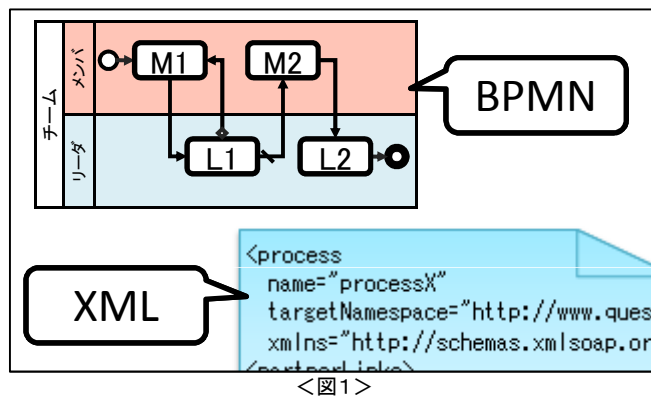 チーム
メンバ
リーダ
M1
M2
L1
L2
BPMN
XML
<process
name="processX"
targetNamespace="http://www.ques
xmlns="http://schemas.xmlsoap.or
<partnerLinks>
<図1>